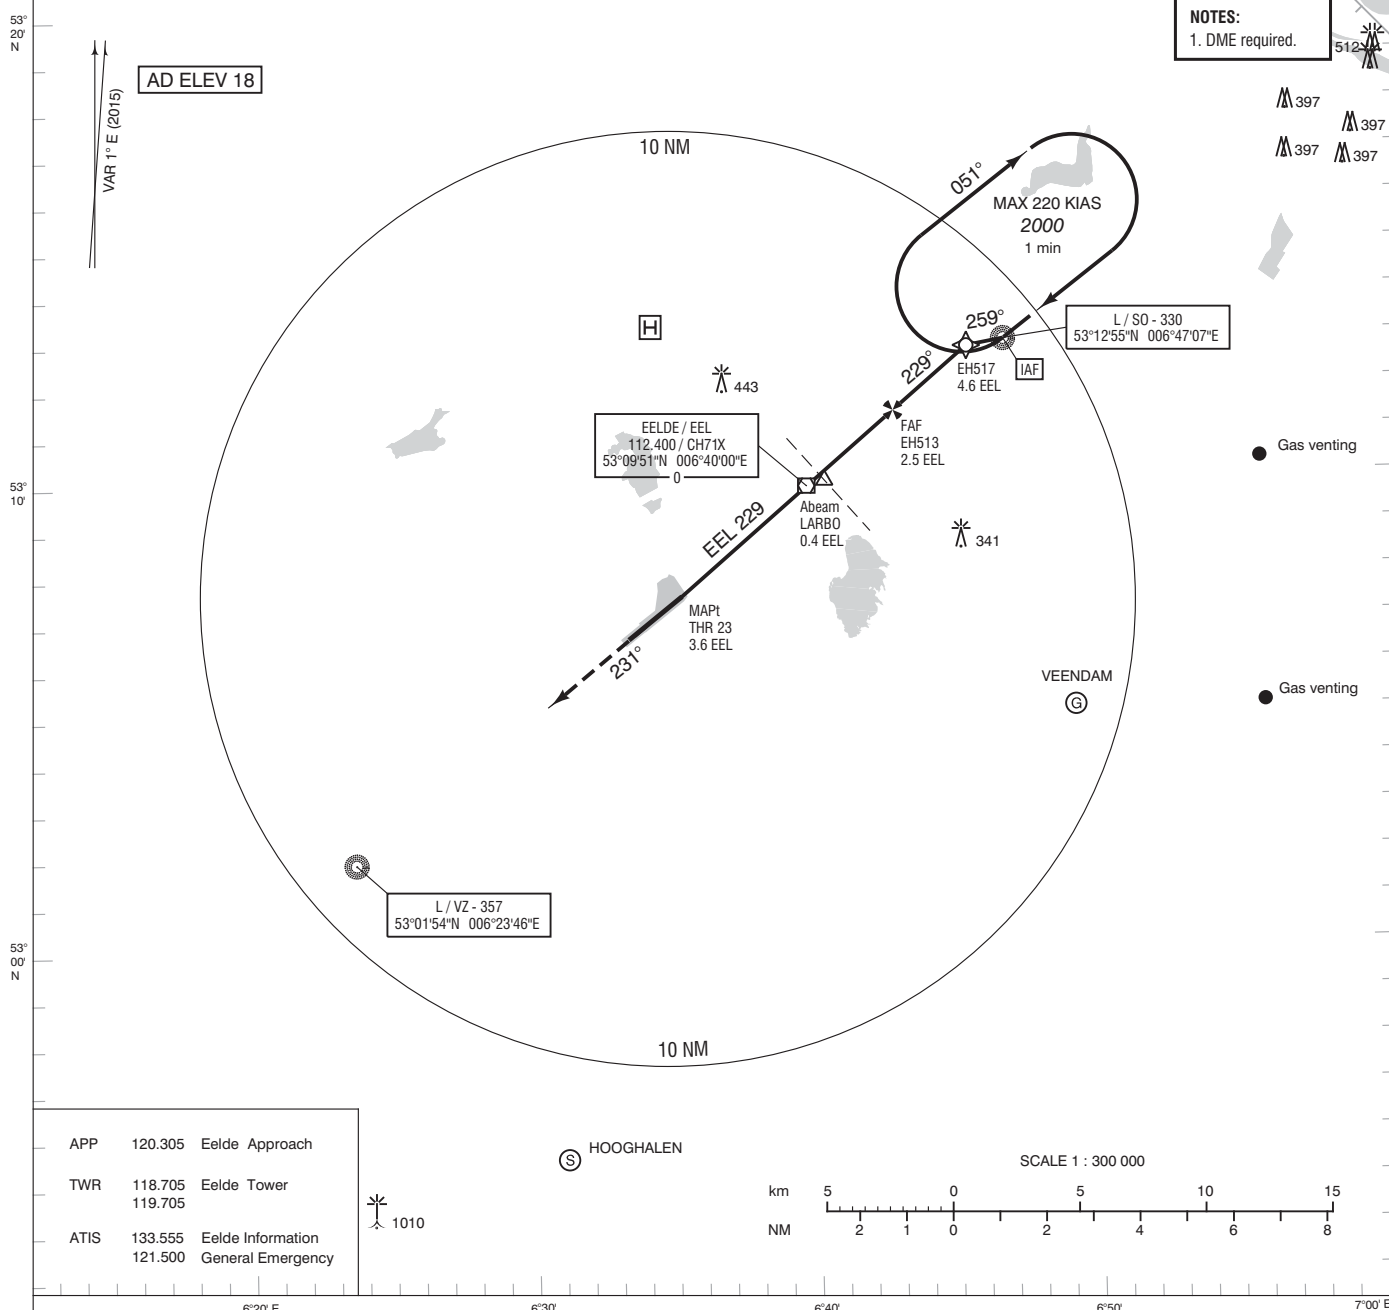 53°
20'
N
AD ELEV 18
VAR 1° E (2015)
NOTES:
1. DME required.
512
397
397
397
397
10 NM
051°
MAX 220 KIAS
2000
1 min
259°
L / SO - 330
53°12'55"N 006°47'07"E
IAF
H
229°
EH517
4.6 EEL
443
FAF
EH513
2.5 EEL
EELDE / EEL
112.400 / CH71X
53°09'51"N 006°40'00"E
0
Gas venting
53°
10'
Abeam
LARBO
0.4 EEL
EEL 229
341
MAPt
THR 23
3.6 EEL
231°
VEENDAM
G
Gas venting
L / VZ - 357
53°01'54"N 006°23'46"E
53°
00'
N
10 NM
APP 120.305 Eelde Approach
TWR 118.705 Eelde Tower
119.705
ATIS 133.555 Eelde Information
121.500 General Emergency
1010
S HOOGHALEN
SCALE 1 : 300 000
km 5 0 5 10 15
NM 2 1 0 2 4 6 8
6°20' E
6°30'
6°40'
6°50'
7°00' E